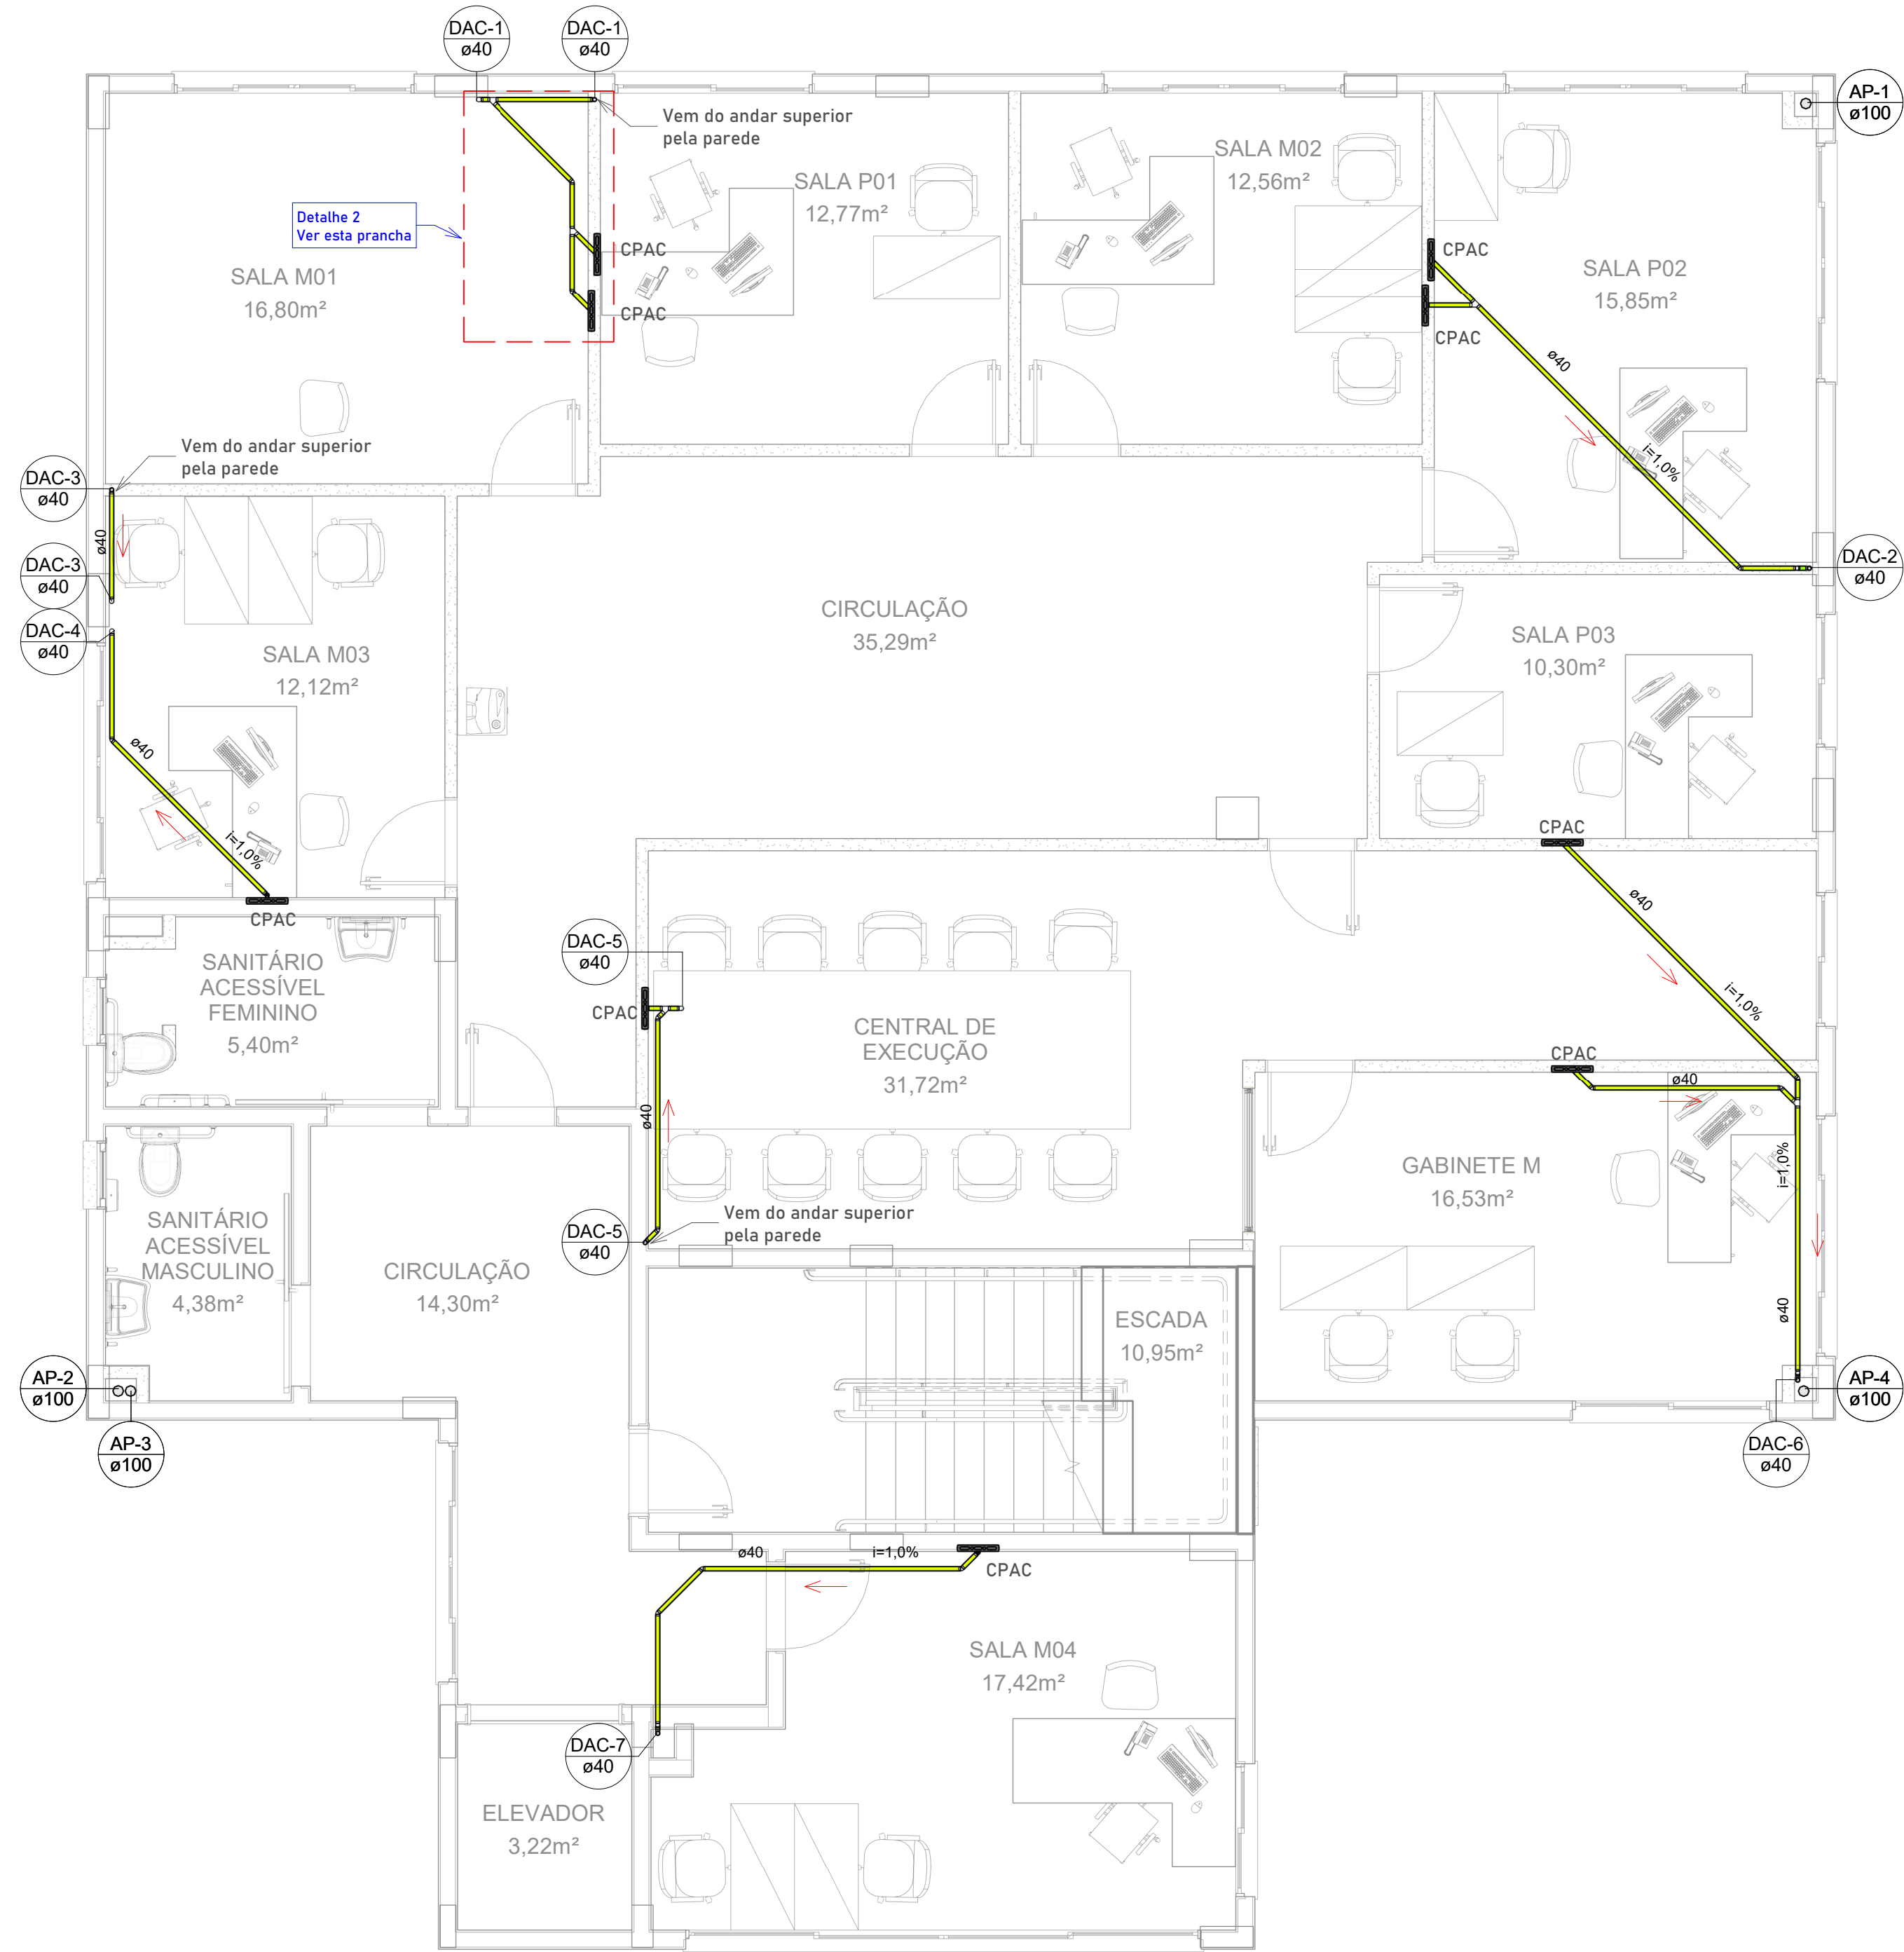 DAC-1
ø40
DAC-1
ø40
AP-1
ø100
Vem do andar superior
pela parede
SALA M02
12,56m²
SALA P01
12,77m²
Detalhe 2
Ver esta prancha
CPAC
CPAC
SALA P02
15,85m²
SALA M01
16,80m²
CPAC
CPAC
ø40
i=1,0%
Vem do andar superior
pela parede
DAC-3
ø40
ø40
DAC-3
ø40
DAC-2
ø40
DAC-4
ø40
CIRCULAÇÃO
35,29m²
SALA P03
10,30m²
SALA M03
12,12m²
ø40
i=1,0%
CPAC
CPAC
ø40
i=1,0%
DAC-5
ø40
CPAC
SANITÁRIO
ACESSÍVEL
FEMININO
5,40m²
CENTRAL DE
EXECUÇÃO
31,72m²
CPAC
ø40
ø40
i=1,0%
GABINETE M
16,53m²
SANITÁRIO
ACESSÍVEL
MASCULINO
4,38m²
Vem do andar superior
pela parede
DAC-5
ø40
CIRCULAÇÃO
14,30m²
ESCADA
10,95m²
ø40
AP-2
ø100
AP-4
ø100
AP-3
ø100
DAC-6
ø40
ø40
i=1,0%
CPAC
SALA M04
17,42m²
DAC-7
ø40
ELEVADOR
3,22m²